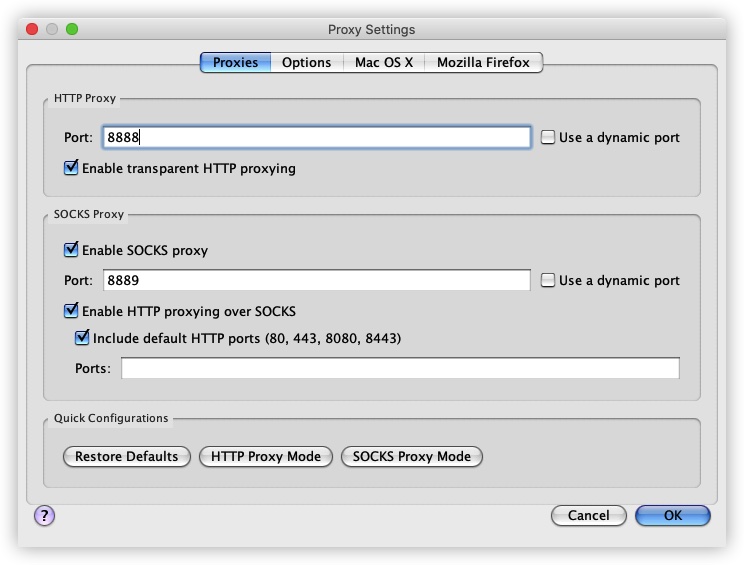 Proxy Settings
Proxies Options Mac OS X Mozilla Firefox
HTTP Proxy
Port: 8888 Use a dynamic port
Enable transparent HTTP proxying
SOCKS Proxy
Enable SOCKS proxy
Port: 8889 Use a dynamic port
Enable HTTP proxying over SOCKS
Include default HTTP ports (80, 443, 8080, 8443)
Ports:
Quick Configurations
Restore Defaults HTTP Proxy Mode SOCKS Proxy Mode
? Cancel OK